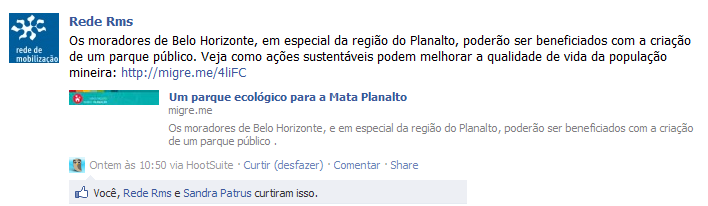 Rede Rms
rede de
mobilização
Os moradores de Belo Horizonte, em especial da região do Planalto, poderão ser beneficiados com a criação
de um parque público. Veja como ações sustentáveis podem melhorar a qualidade de vida da população
mineira: http://migre.me/4liFC
Um parque ecológico para a Mata Planalto
migre.me
Os moradores de Belo Horizonte, e em especial da região do Planalto, poderão ser beneficiados com a criação
de um parque público .
Ontem às 10:50 via HootSuite · Curtir (desfazer) · Comentar · Share
Você, Rede Rms e Sandra Patrus curtiram isso.